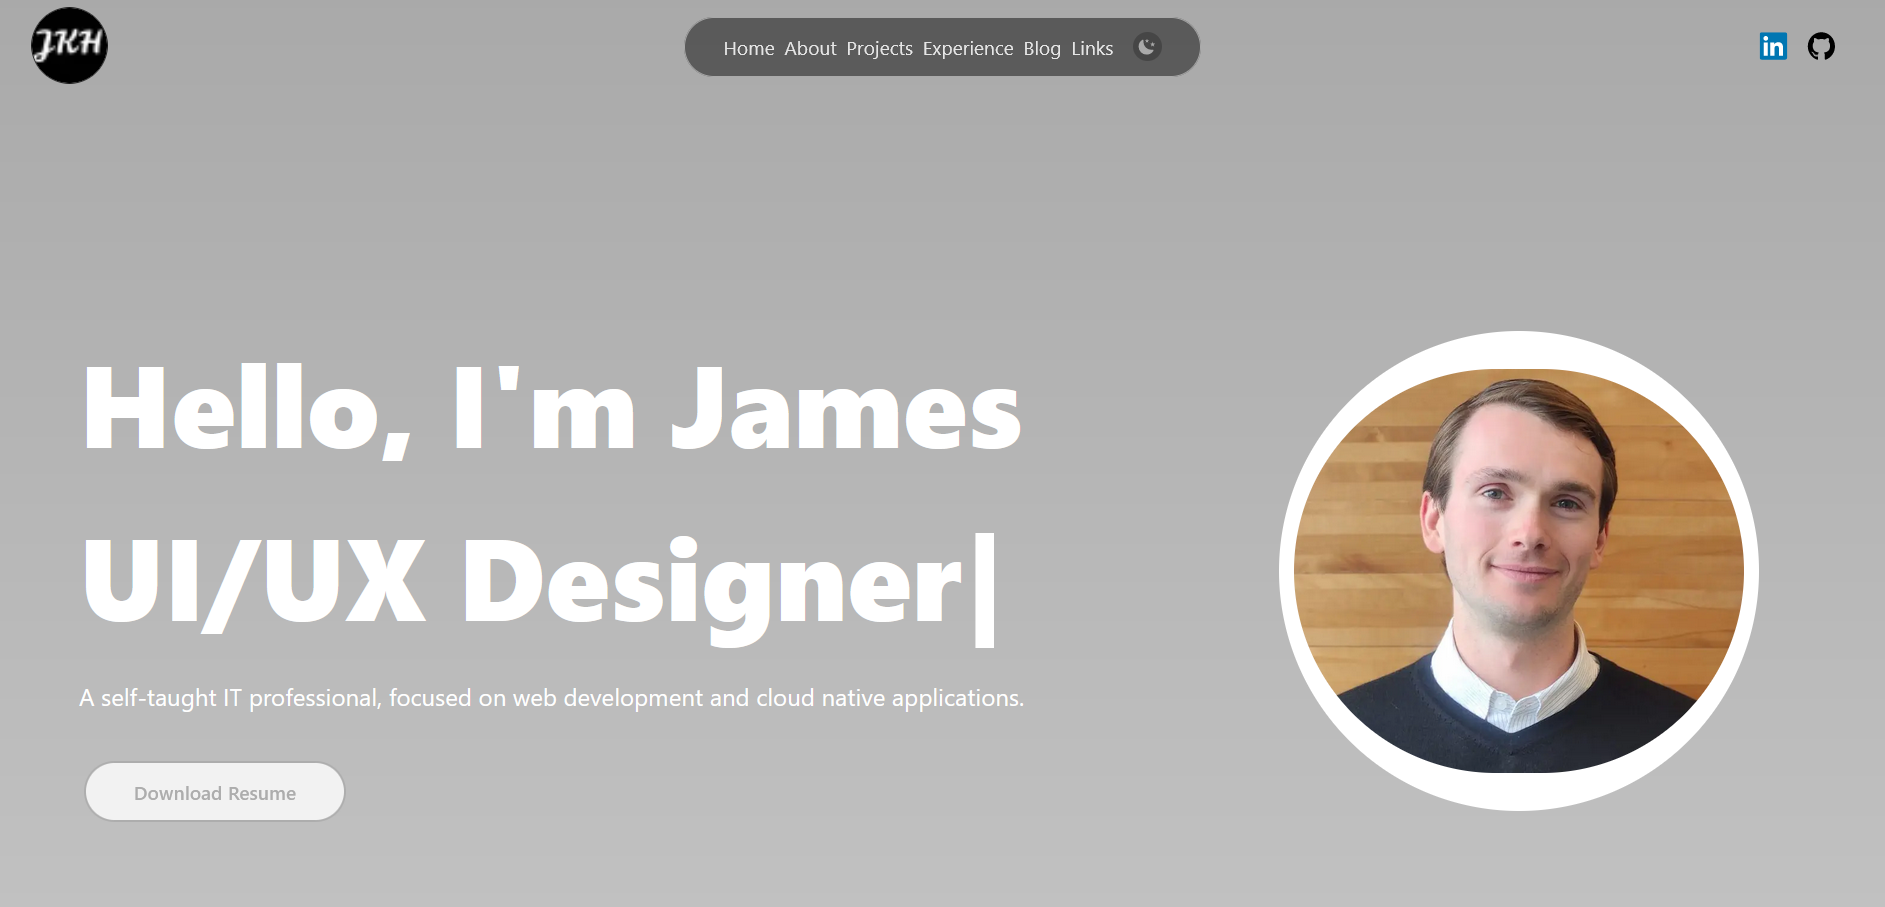 JKH
Home About Projects Experience Blog Links
in
Hello, I'm James
UI/UX Designer|
A self-taught IT professional, focused on web development and cloud native applications.
Download Resume